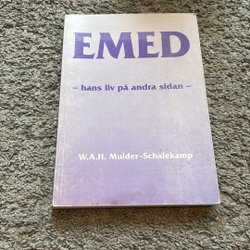 EMED
– hans liv på andra sidan –
W.A.H. Mulder-Schalekamp